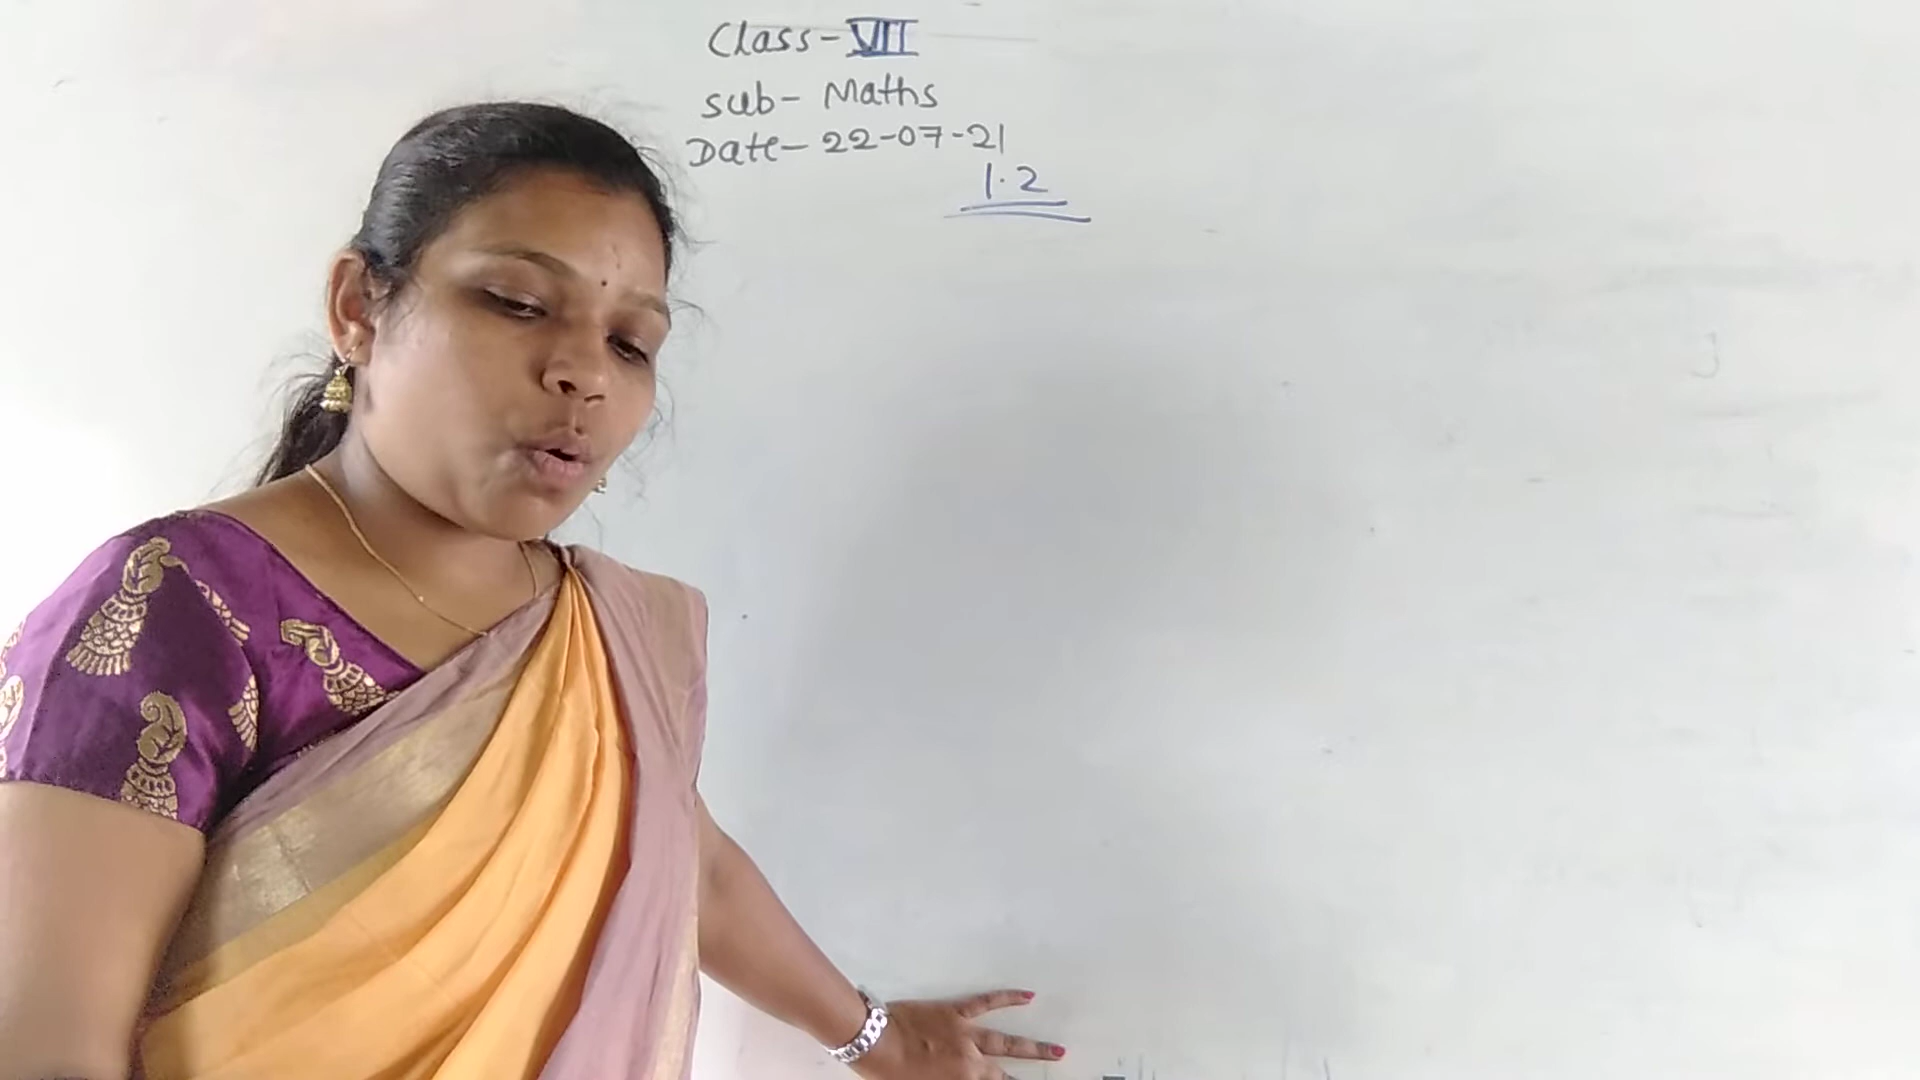 Class - VII
Sub - Maths
Date - 22-07-21
1.2